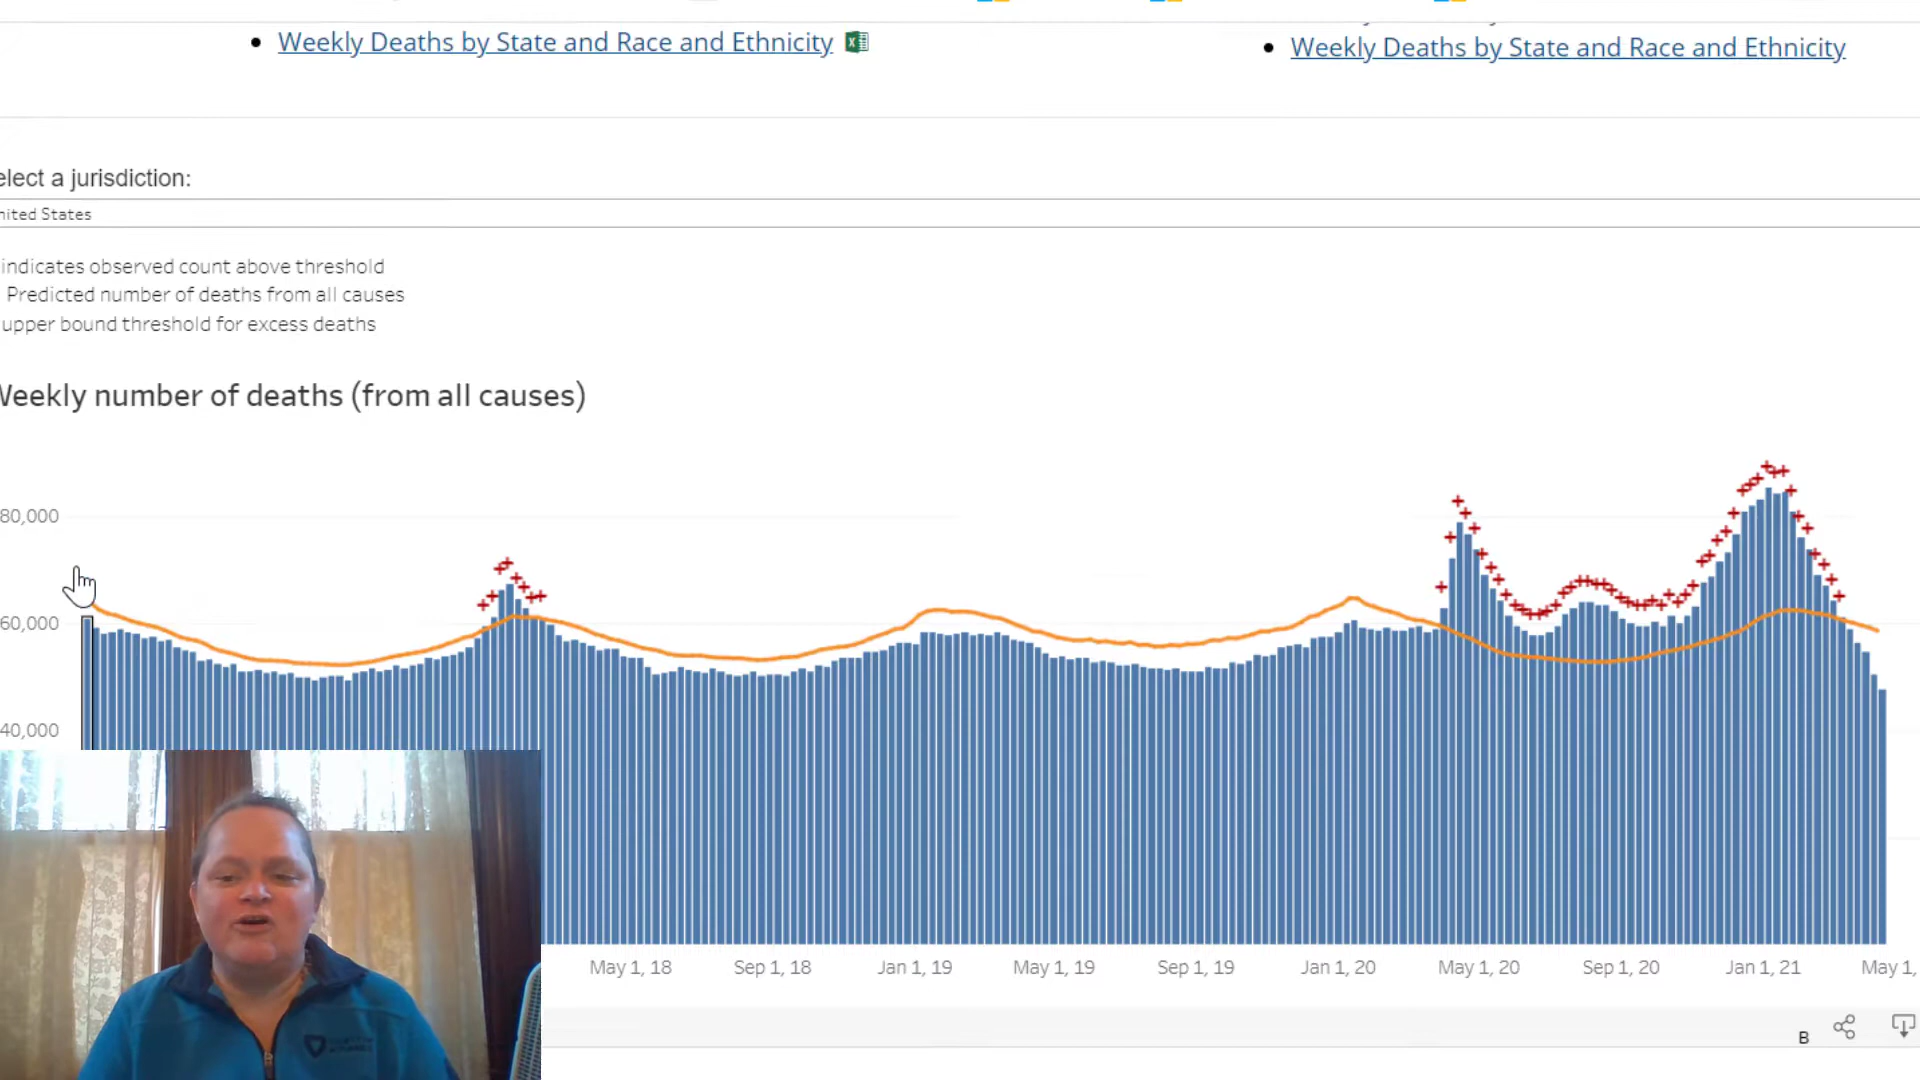 Weekly Deaths by State and Race and Ethnicity
Weekly Deaths by State and Race and Ethnicity
elect a jurisdiction:
nited States
indicates observed count above threshold
Predicted number of deaths from all causes
upper bound threshold for excess deaths
Weekly number of deaths (from all causes)
80,000
60,000
40,000
May 1, 18
Sep 1, 18
Jan 1, 19
May 1, 19
Sep 1, 19
Jan 1, 20
May 1, 20
Sep 1, 20
Jan 1, 21
May 1,
B